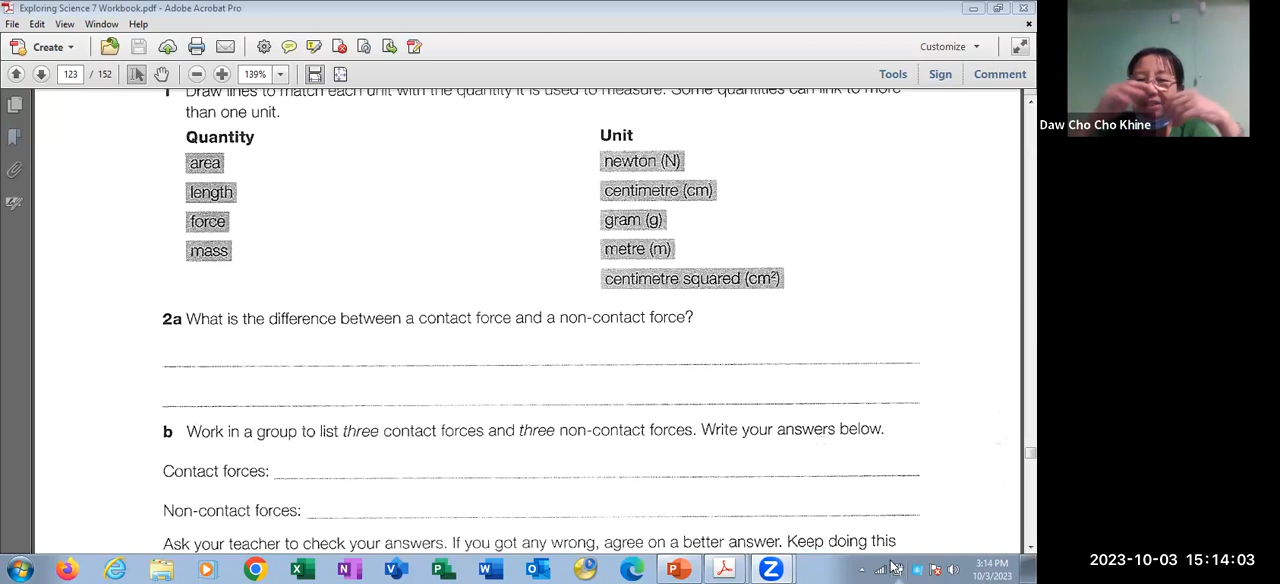 Exploring Science 7 Workbook.pdf - Adobe Acrobat Pro
File Edit View Window Help
Create
Customize
123 / 152
139%
Tools Sign Comment
1 Draw lines to match each unit with the quantity it is used to measure. Some quantities can link to more
than one unit.
Quantity Unit
area newton (N)
length centimetre (cm)
force gram (g)
mass metre (m)
centimetre squared (cm²)
2a What is the difference between a contact force and a non-contact force?
b Work in a group to list three contact forces and three non-contact forces. Write your answers below.
Contact forces:
Non-contact forces:
Ask your teacher to check your answers. If you got any wrong, agree on a better answer. Keep doing this
Daw Cho Cho Khine
3:14 PM
10/3/2023
2023-10-03 15:14:03